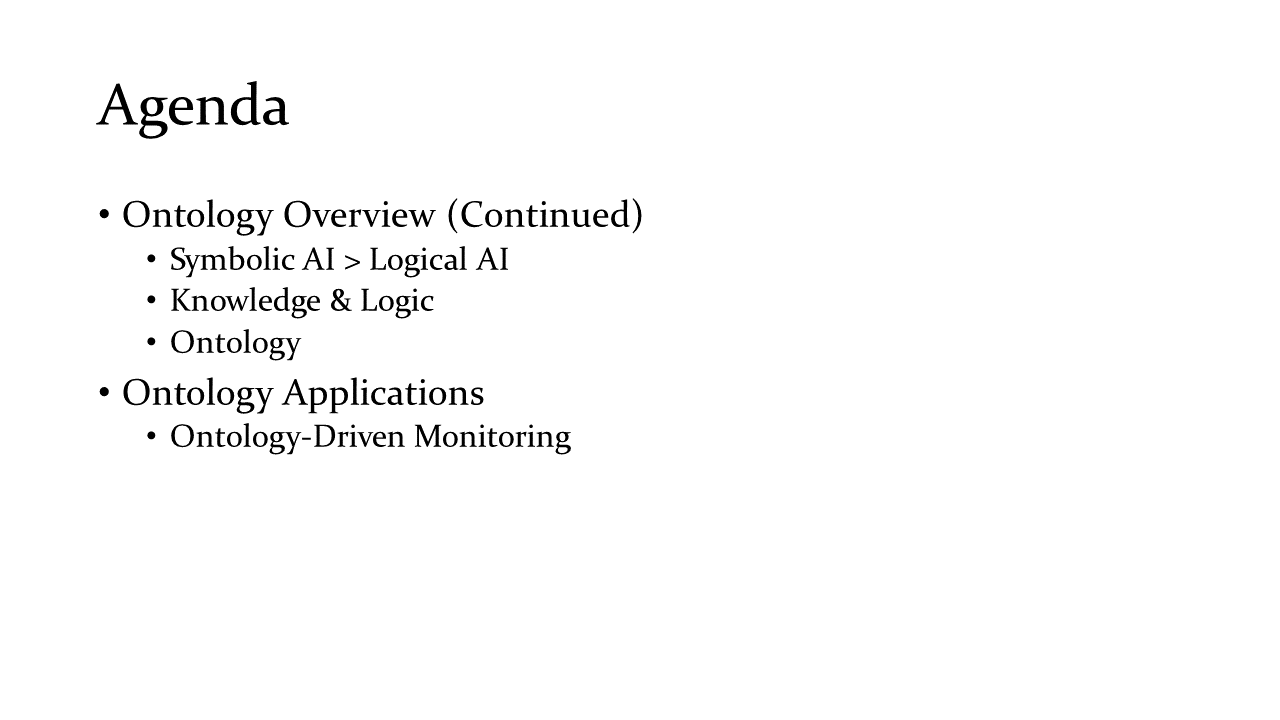 Agenda
• Ontology Overview (Continued)
• Symbolic AI > Logical AI
• Knowledge & Logic
• Ontology
• Ontology Applications
• Ontology-Driven Monitoring